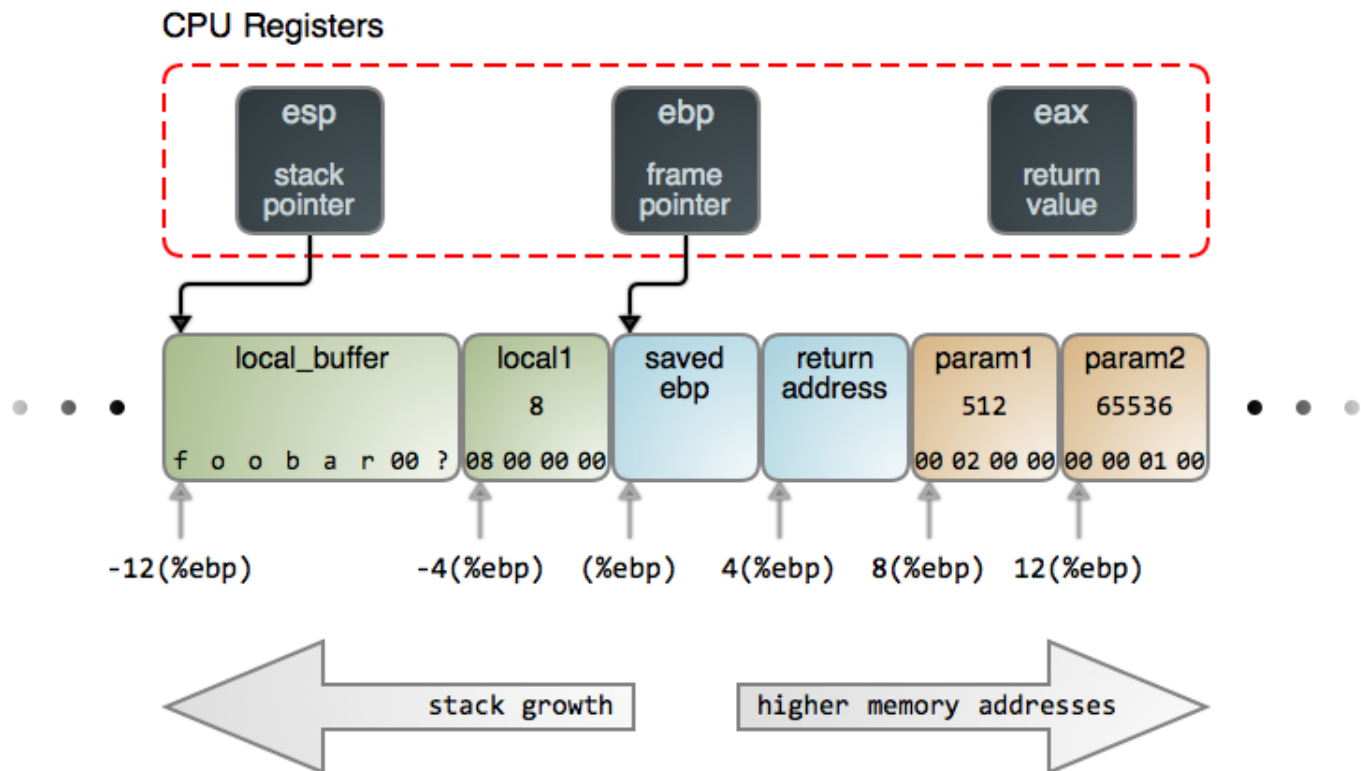 CPU Registers
esp
stack
pointer
ebp
frame
pointer
eax
return
value
local_buffer
f o o b a r 00 ?
local1
8
08 00 00 00
saved
ebp
return
address
param1
512
00 02 00 00
param2
65536
00 00 01 00
-12(%ebp)
-4(%ebp)
(%ebp)
4(%ebp)
8(%ebp)
12(%ebp)
stack growth
higher memory addresses